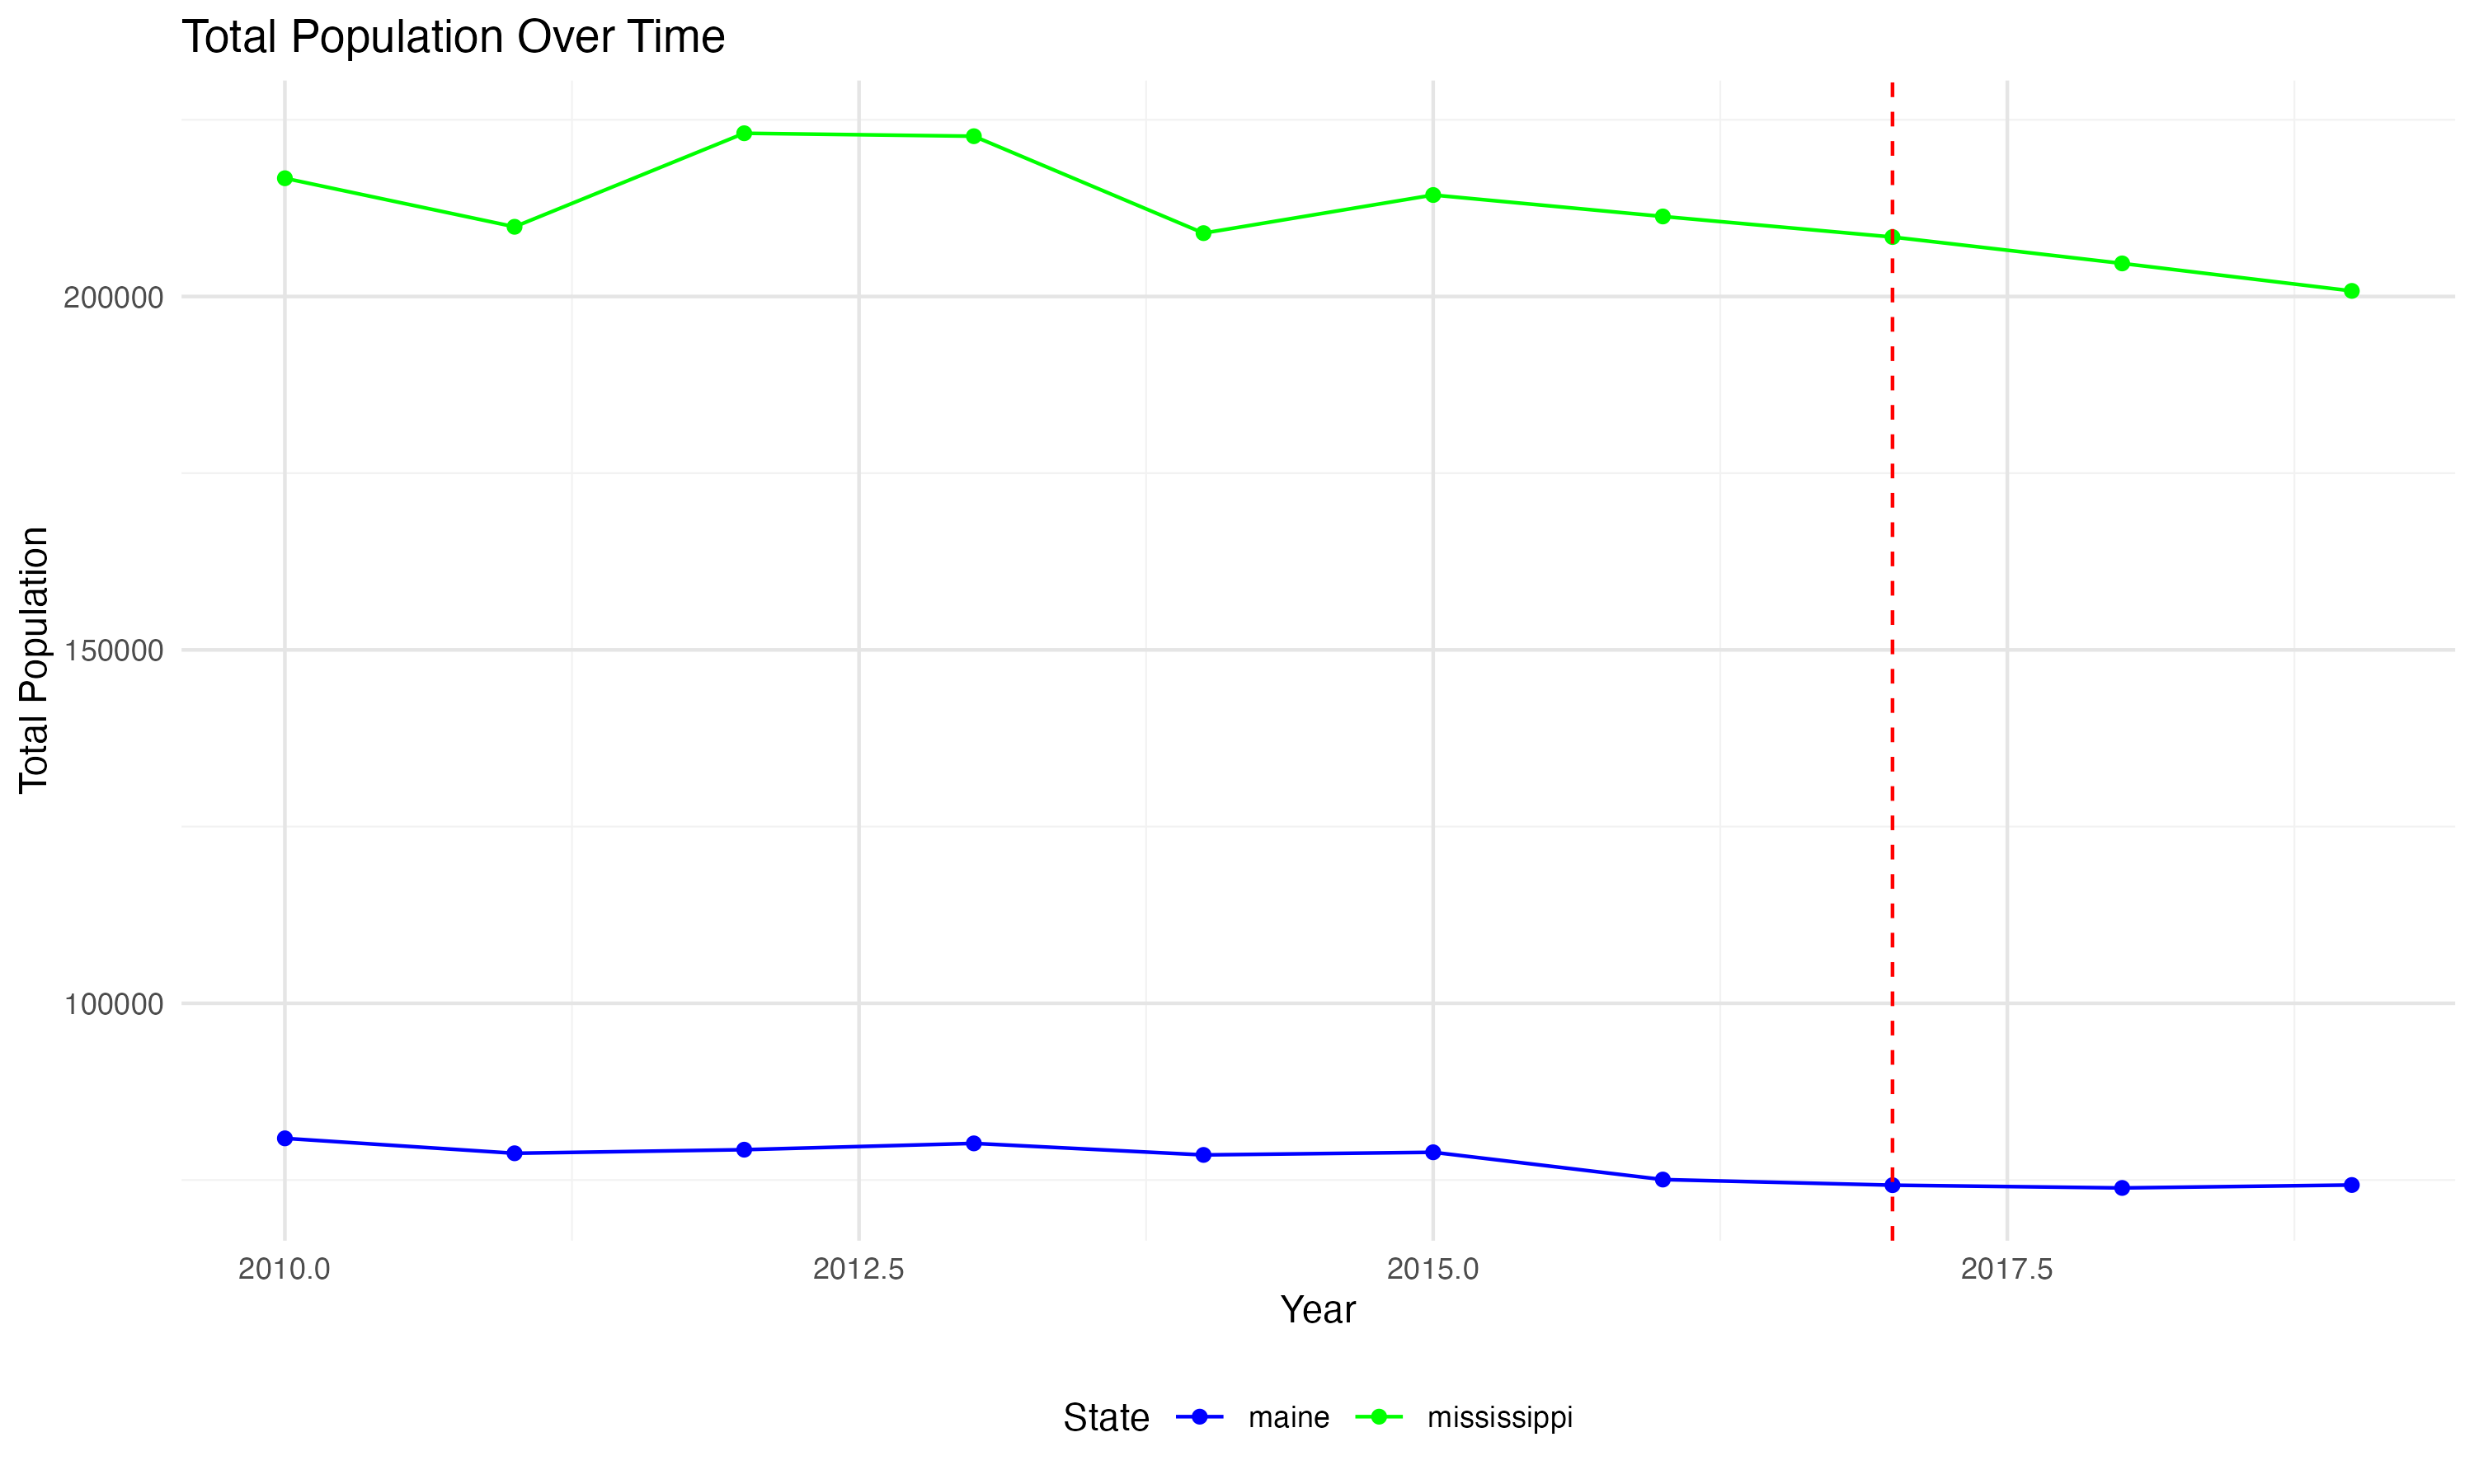 Total Population Over Time
Total Population
200000
150000
100000
2010.0 2012.5 2015.0 2017.5
Year
State maine mississippi